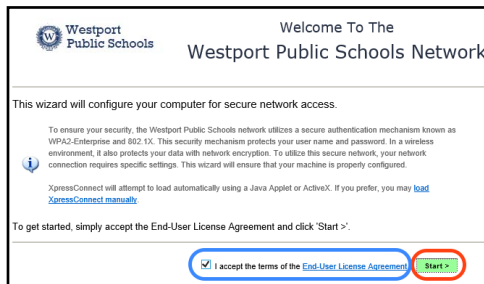 Westport
Public Schools
Welcome To The
Westport Public Schools Network
This wizard will configure your computer for secure network access.
To ensure your security, the Westport Public Schools network utilizes a secure authentication mechanism known as
WPA2-Enterprise and 802.1X. This security mechanism protects your user name and password. In a wireless
environment, it also protects your data with network encryption. To utilize this secure network, your network
connection requires specific settings. This wizard will ensure that your machine is properly configured.
XpressConnect will attempt to load automatically using a Java Applet or ActiveX. If you prefer, you may load
XpressConnect manually.
To get started, simply accept the End-User License Agreement and click 'Start >'.
I accept the terms of the End-User License Agreement
Start >